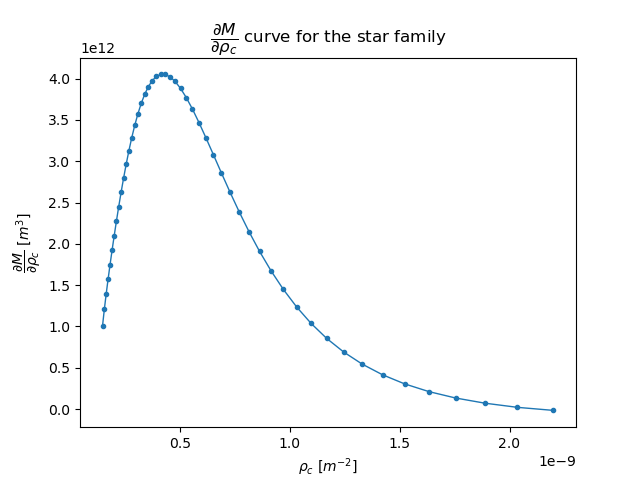 ∂M/∂ρc curve for the star family
1e12
4.0
3.5
3.0
2.5
2.0
1.5
1.0
0.5
0.0
∂M/∂ρc [m³]
0.5 1.0 1.5 2.0
1e−9
ρc [m⁻²]